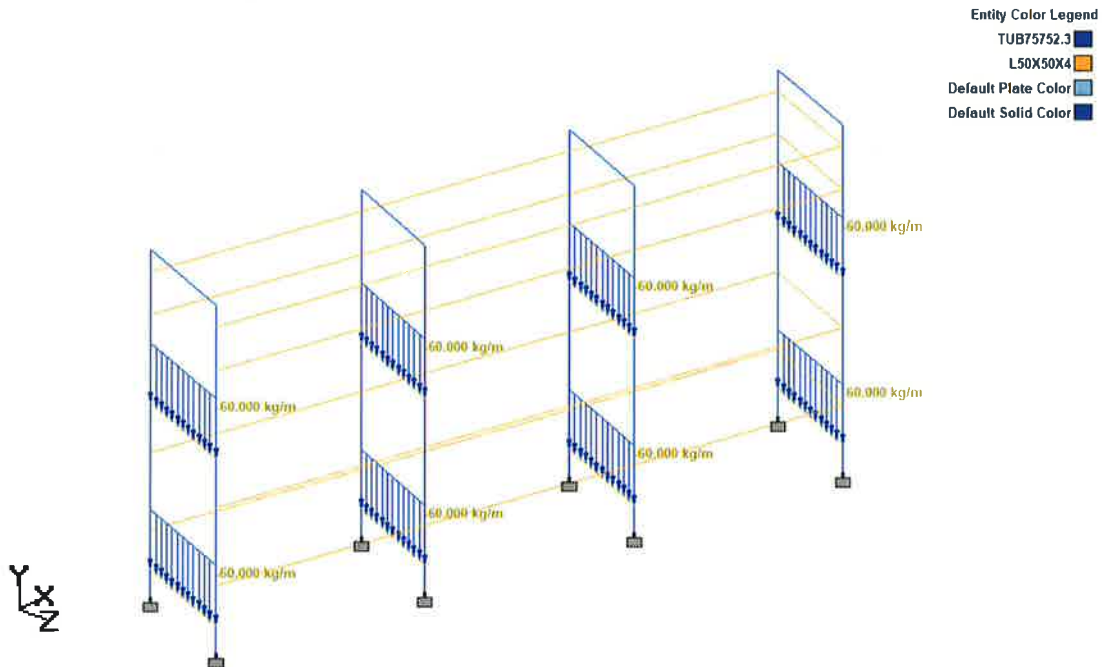 Entity Color Legend
TUB75752.3
L50X50X4
Default Plate Color
Default Solid Color
60.000 kg/m
60.000 kg/m
60.000 kg/m
60.000 kg/m
60.000 kg/m
60.000 kg/m
60.000 kg/m
60.000 kg/m
Y
X
Z